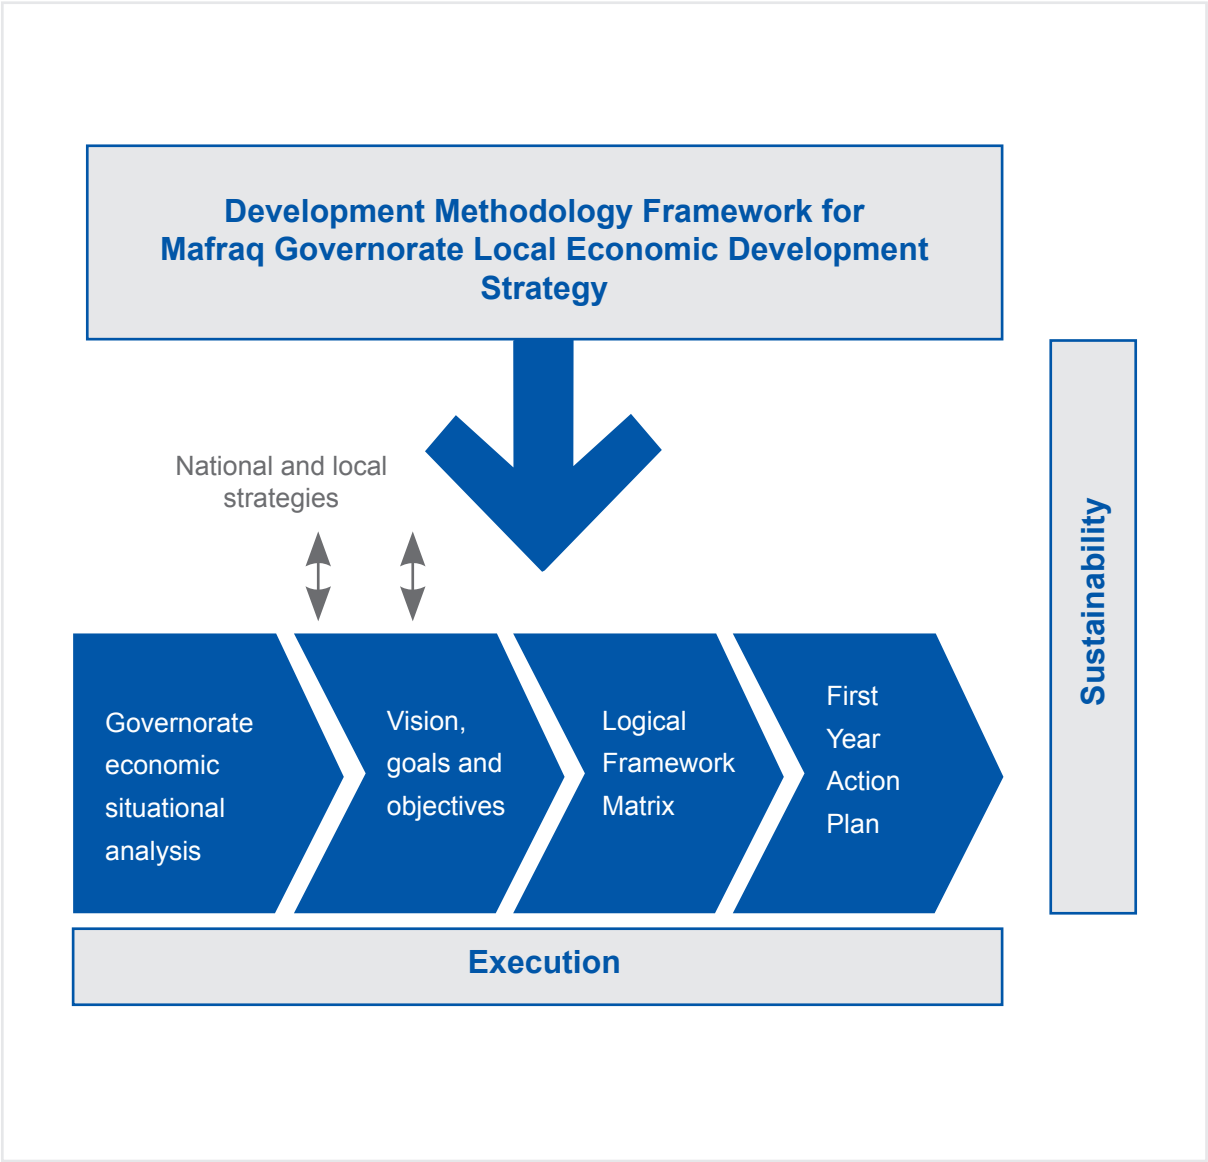 Development Methodology Framework for
Mafraq Governorate Local Economic Development
Strategy
National and local
strategies
Governorate
economic
situational
analysis
Vision,
goals and
objectives
Logical
Framework
Matrix
First
Year
Action
Plan
Sustainability
Execution